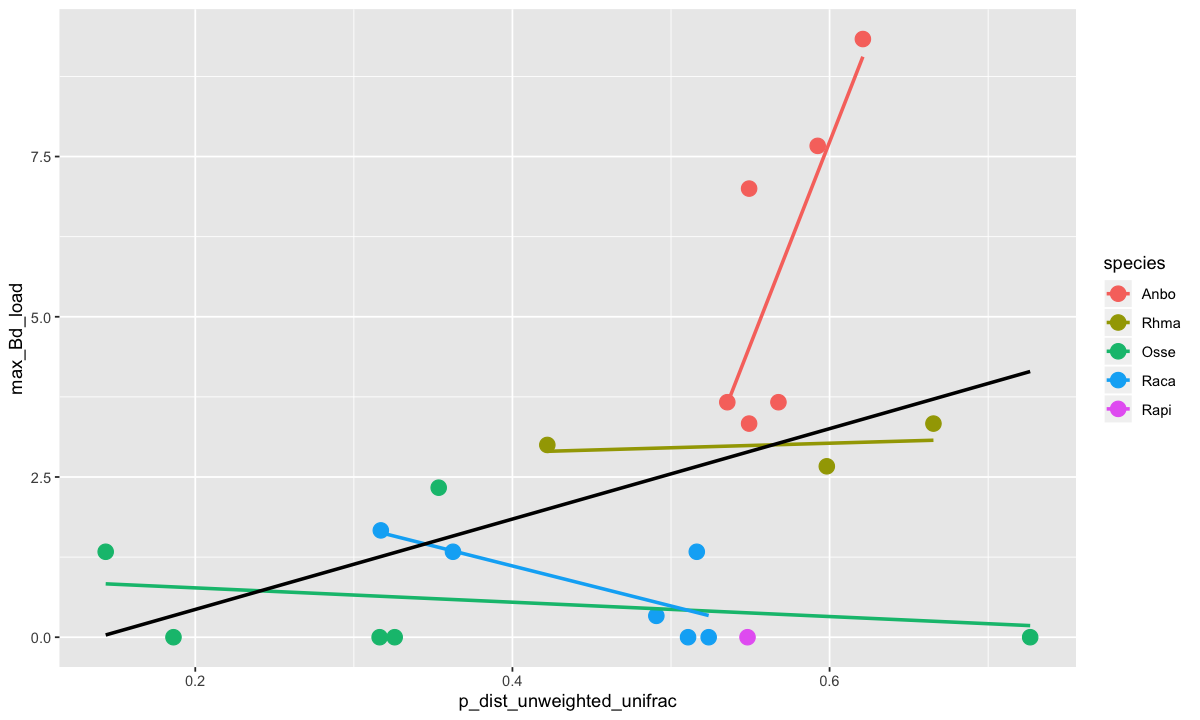 max_Bd_load
7.5
5.0
2.5
0.0
0.2
0.4
0.6
p_dist_unweighted_unifrac
species
Anbo
Rhma
Osse
Raca
Rapi